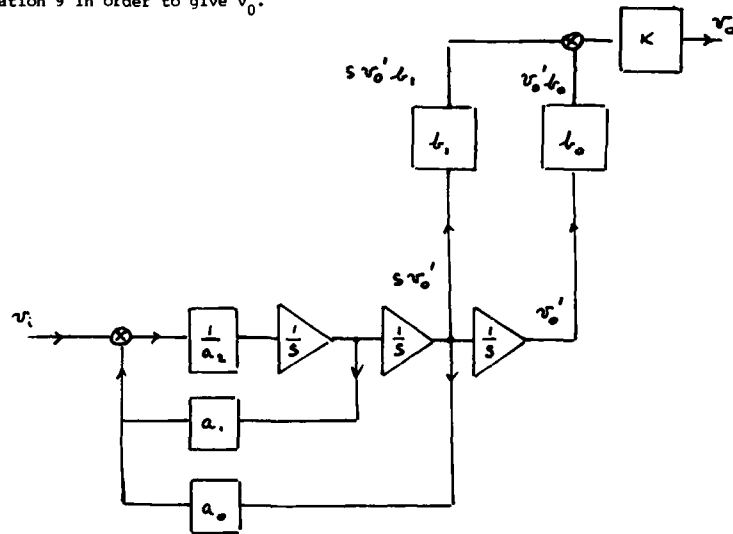 ation 9 in order to give v₀.
K
v₀
s v₀' b₁
v₀' b₀
b₁
b₀
s v₀'
vᵢ
1/a₂
1/s
1/s
1/s
v₀'
a₁
a₀